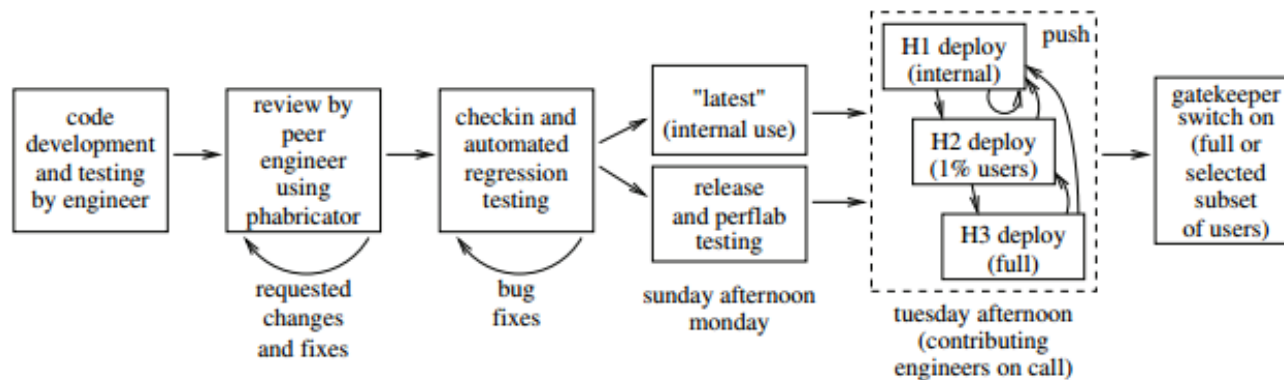 code
development
and testing
by engineer
review by
peer
engineer
using
phabricator
requested
changes
and fixes
checkin and
automated
regression
testing
bug
fixes
"latest"
(internal use)
release
and perflab
testing
sunday afternoon
monday
push
H1 deploy
(internal)
H2 deploy
(1% users)
H3 deploy
(full)
tuesday afternoon
(contributing
engineers on call)
gatekeeper
switch on
(full or
selected
subset
of users)